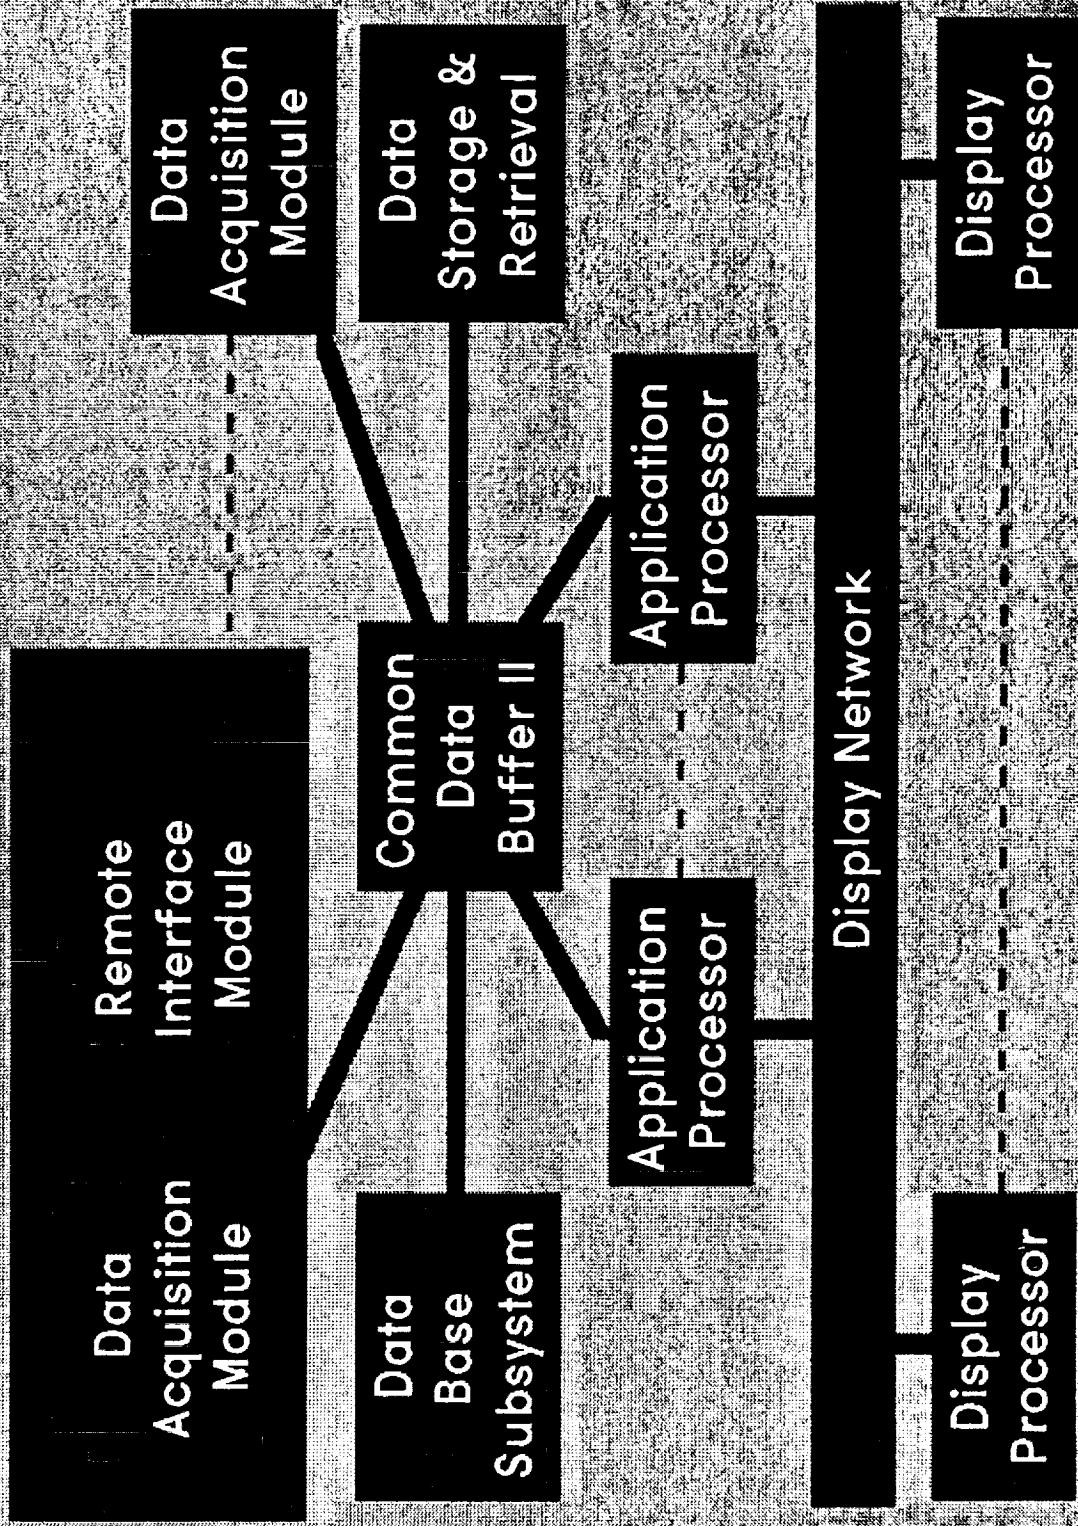 Data
Acquisition
Module
Remote
Interface
Module
Data
Acquisition
Module
Data
Base
Subsystem
Common
Data
Buffer II
Data
Storage &
Retrieval
Application
Processor
Application
Processor
Display Network
Display
Processor
Display
Processor